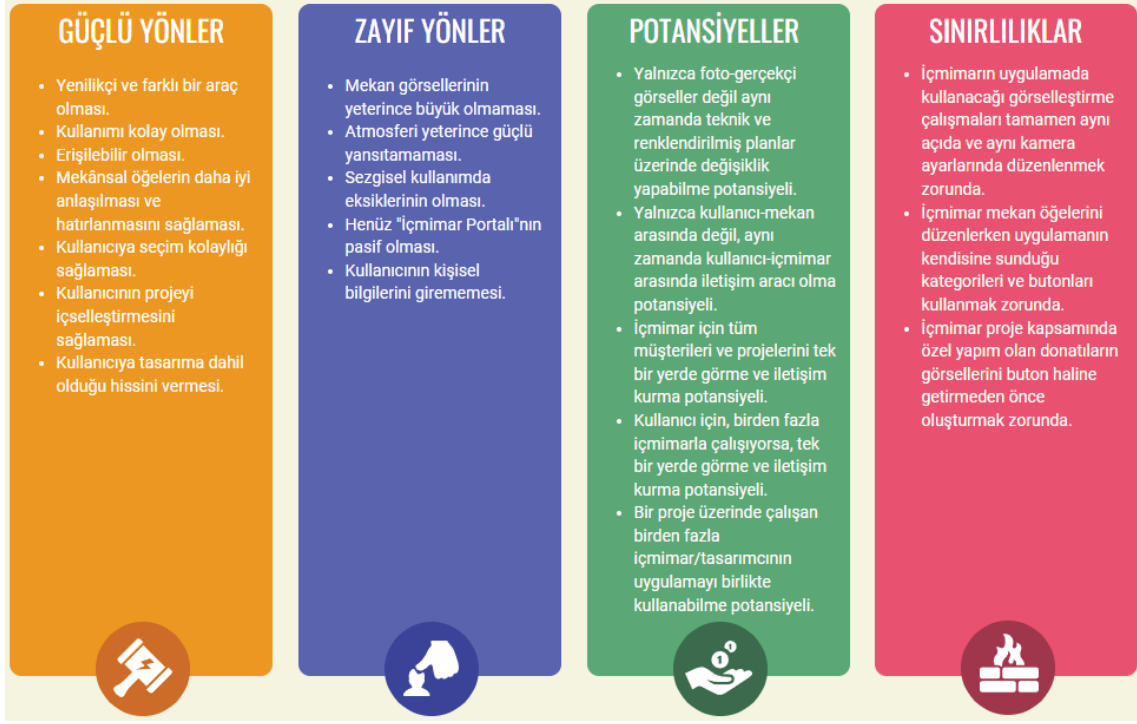 GÜÇLÜ YÖNLER
• Yenilikçi ve farklı bir araç
olması.
• Kullanımı kolay olması.
• Erişilebilir olması.
• Mekânsal öğelerin daha iyi
anlaşılması ve
hatırlanmasını sağlaması.
• Kullanıcıya seçim kolaylığı
sağlaması.
• Kullanıcının projeyi
içselleştirmesini
sağlaması.
• Kullanıcıya tasarıma dahil
olduğu hissini vermesi.
ZAYIF YÖNLER
• Mekan görsellerinin
yeterince büyük olmaması.
• Atmosferi yeterince güçlü
yansıtamaması.
• Sezgisel kullanımda
eksiklerinin olması.
• Henüz "İçmimar Portalı"nın
pasif olması.
• Kullanıcının kişisel
bilgilerini girememesi.
POTANSİYELLER
• Yalnızca foto-gerçekçi
görseller değil aynı
zamanda teknik ve
renklendirilmiş planlar
üzerinde değişiklik
yapabilme potansiyeli.
• Yalnızca kullanıcı-mekan
arasında değil, aynı
zamanda kullanıcı-içmimar
arasında iletişim aracı olma
potansiyeli.
• İçmimar için tüm
müşterileri ve projelerini tek
bir yerde görme ve iletişim
kurma potansiyeli.
• Kullanıcı için, birden fazla
içmimarla çalışıyorsa, tek
bir yerde görme ve iletişim
kurma potansiyeli.
• Bir proje üzerinde çalışan
birden fazla
içmimar/tasarımcının
uygulamayı birlikte
kullanabilme potansiyeli.
SINIRLILIKLAR
• İçmimarın uygulamada
kullanacağı görselleştirme
çalışmaları tamamen aynı
açıda ve aynı kamera
ayarlarında düzenlenmek
zorunda.
• İçmimar mekan öğelerini
düzenlerken uygulamanın
kendisine sunduğu
kategorileri ve butonları
kullanmak zorunda.
• İçmimar proje kapsamında
özel yapım olan donatıların
görsellerini buton haline
getirmeden önce
oluşturmak zorunda.
1
1